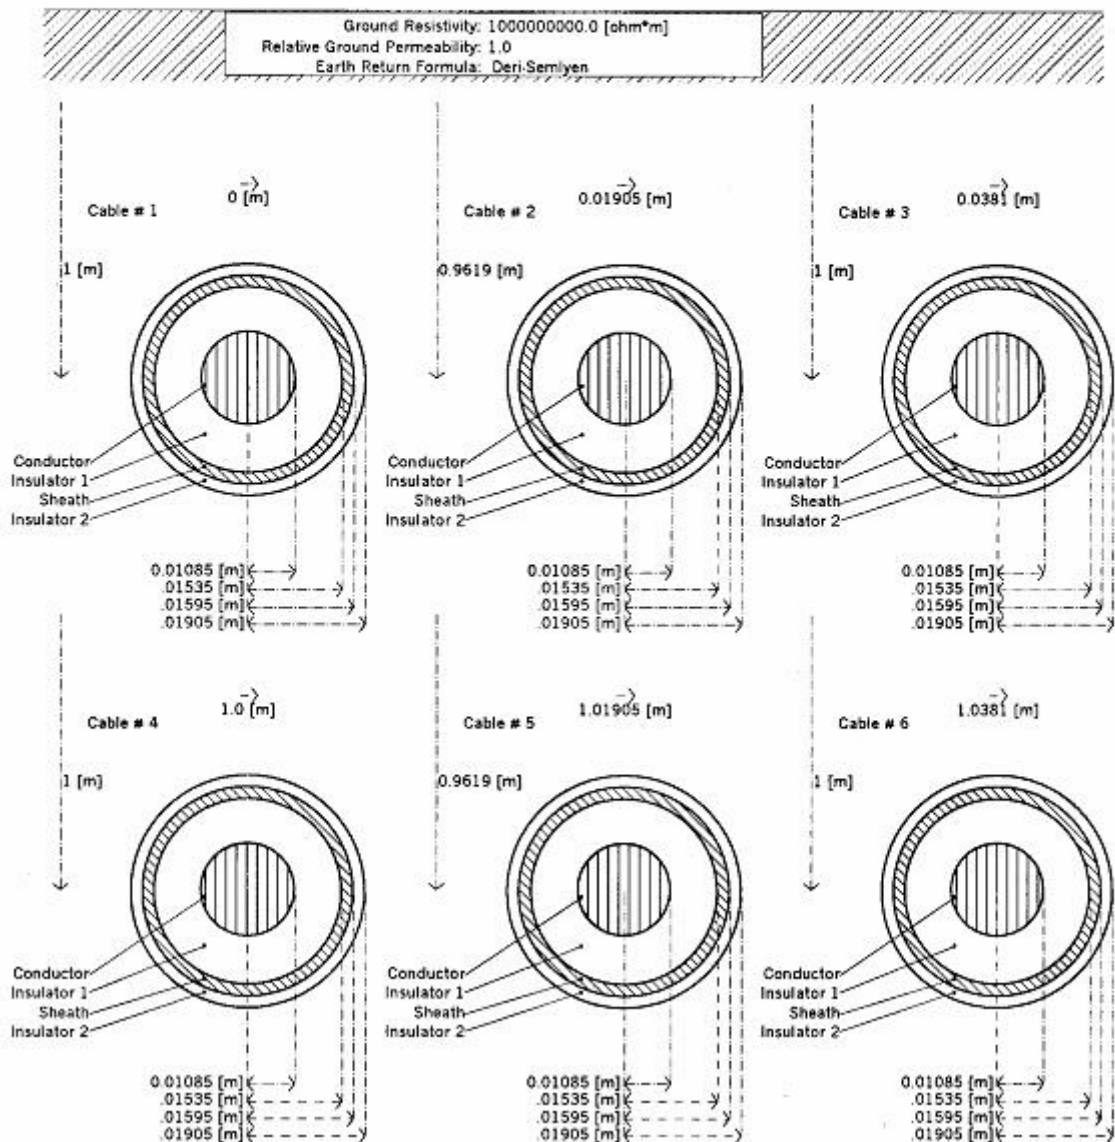 Ground Resistivity: 1000000000.0 [ohm*m]
Relative Ground Permeability: 1.0
Earth Return Formula: Deri-Semlyen
Cable # 1
0 [m]
1 [m]
Conductor
Insulator 1
Sheath
Insulator 2
0.01085 [m]
.01535 [m]
.01595 [m]
.01905 [m]
Cable # 2
0.01905 [m]
0.9619 [m]
Conductor
Insulator 1
Sheath
Insulator 2
0.01085 [m]
.01535 [m]
.01595 [m]
.01905 [m]
Cable # 3
0.0381 [m]
1 [m]
Conductor
Insulator 1
Sheath
Insulator 2
0.01085 [m]
.01535 [m]
.01595 [m]
.01905 [m]
Cable # 4
1.0 [m]
1 [m]
Conductor
Insulator 1
Sheath
Insulator 2
0.01085 [m]
.01535 [m]
.01595 [m]
.01905 [m]
Cable # 5
1.01905 [m]
0.9619 [m]
Conductor
Insulator 1
Sheath
Insulator 2
0.01085 [m]
.01535 [m]
.01595 [m]
.01905 [m]
Cable # 6
1.0381 [m]
1 [m]
Conductor
Insulator 1
Sheath
Insulator 2
0.01085 [m]
.01535 [m]
.01595 [m]
.01905 [m]